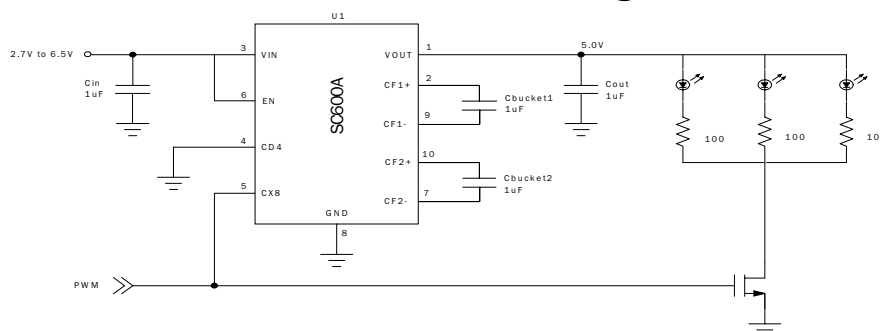 U1
2.7V to 6.5V
3
VIN
VOUT
1
5.0V
Cin
1uF
6
EN
CF1+
2
Cbucket1
1uF
Cout
1uF
SC600A
CF1-
9
100
100
10
4
CD4
CF2+
10
Cbucket2
1uF
5
CX8
CF2-
7
GND
8
PWM